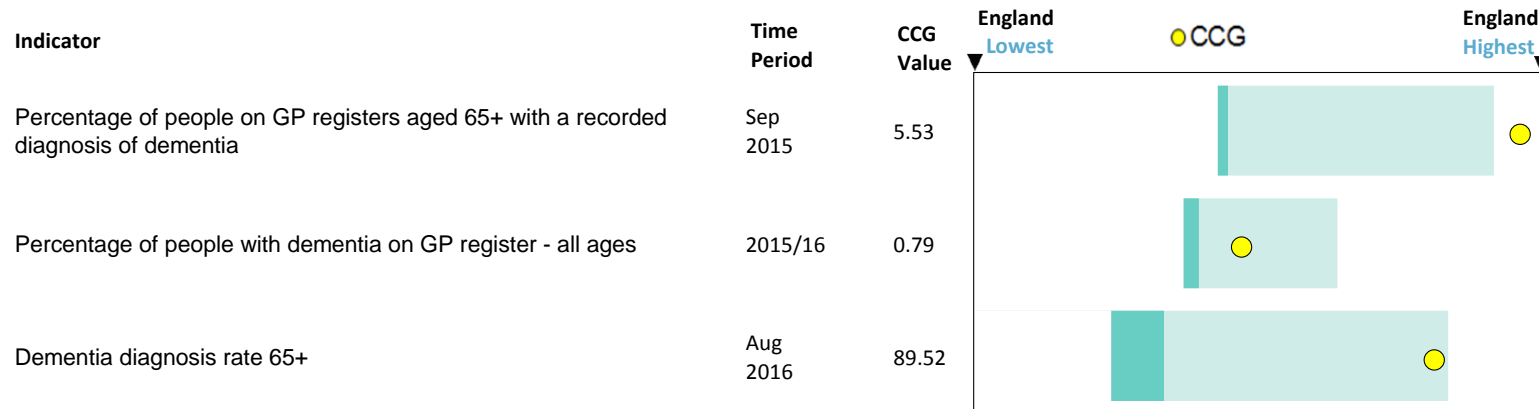 Indicator
Time Period
CCG Value
England Lowest
CCG
England Highest
Percentage of people on GP registers aged 65+ with a recorded
diagnosis of dementia
Sep
2015
5.53
Percentage of people with dementia on GP register - all ages
2015/16
0.79
Dementia diagnosis rate 65+
Aug
2016
89.52